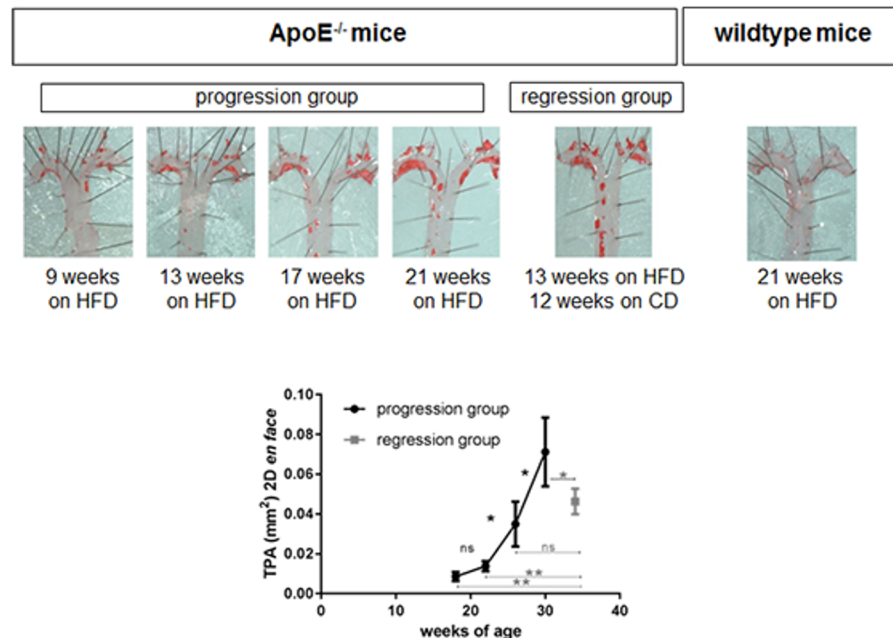 ApoE-/- mice
wildtype mice
progression group
regression group
9 weeks
on HFD
13 weeks
on HFD
17 weeks
on HFD
21 weeks
on HFD
13 weeks on HFD
12 weeks on CD
21 weeks
on HFD
TPA (mm²) 2D en face
0.10
0.08
0.06
0.04
0.02
0.00
progression group
regression group
*
*
*
ns
ns
**
**
0
10
20
30
40
weeks of age